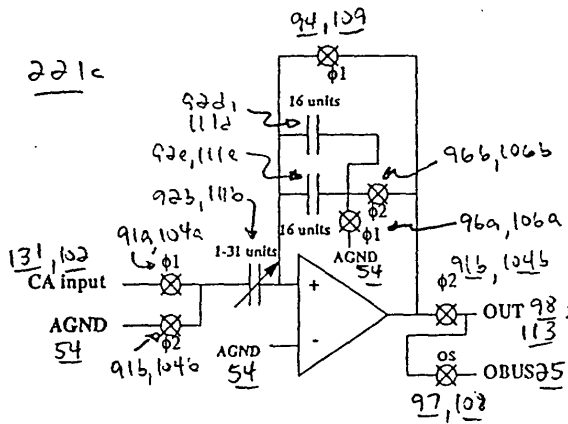 94, 109
221c
φ1
16 units
92d,
111d
92e, 111e
96b, 106b
92b, 111b
φ2
16 units
φ1
96a, 106a
131, 102
91a, 104a
φ1
1-31 units
AGND
54
91b, 104b
CA input
+
φ2
AGND
54
φ2
OUT 98
113
91b, 104b
AGND
54
-
OS
OBUS 25
97, 108